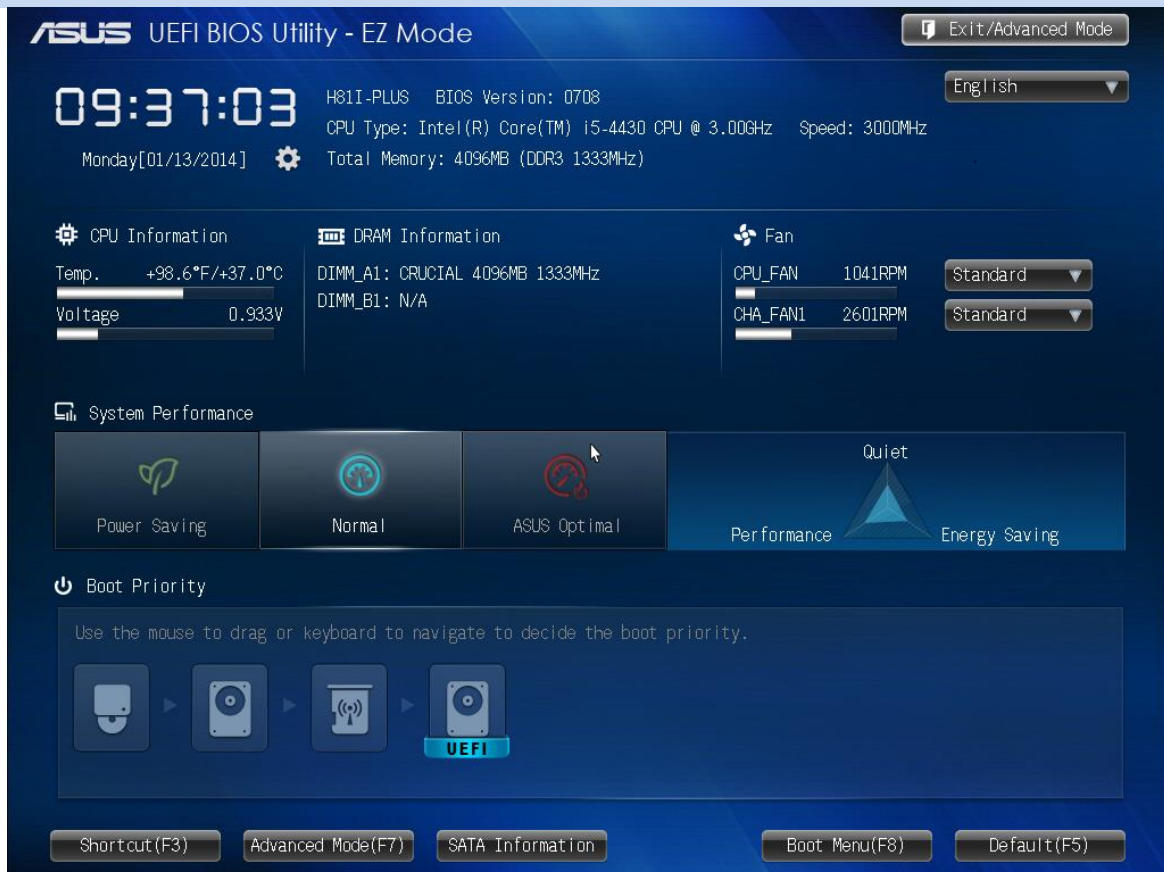 ASUS UEFI BIOS Utility - EZ Mode
Exit/Advanced Mode
English
09:37:03
Monday[01/13/2014]
H81I-PLUS BIOS Version: 0708
CPU Type: Intel(R) Core(TM) i5-4430 CPU @ 3.00GHz Speed: 3000MHz
Total Memory: 4096MB (DDR3 1333MHz)
CPU Information
Temp. +98.6°F/+37.0°C
Voltage 0.933V
DRAM Information
DIMM_A1: CRUCIAL 4096MB 1333MHz
DIMM_B1: N/A
Fan
CPU_FAN 1041RPM Standard
CHA_FAN1 2601RPM Standard
System Performance
Power Saving
Normal
ASUS Optimal
Quiet
Performance
Energy Saving
Boot Priority
Use the mouse to drag or keyboard to navigate to decide the boot priority.
UEFI
Shortcut(F3)
Advanced Mode(F7)
SATA Information
Boot Menu(F8)
Default(F5)